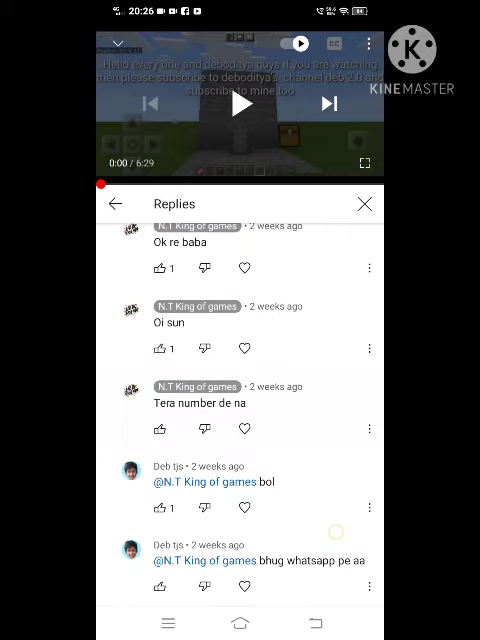 4G 20:26
Hello every one and deboditya guys if you are watching
then please subscribe to deboditya's channel deb 2.0 and
subscribe to mine too
CC
0:00 / 6:29
KINEMASTER
Replies
N.T King of games • 2 weeks ago
Ok re baba
1
N.T King of games • 2 weeks ago
Oi sun
1
N.T King of games • 2 weeks ago
Tera number de na
Deb tjs • 2 weeks ago
@N.T King of games bol
1
Deb tjs • 2 weeks ago
@N.T King of games bhug whatsapp pe aa